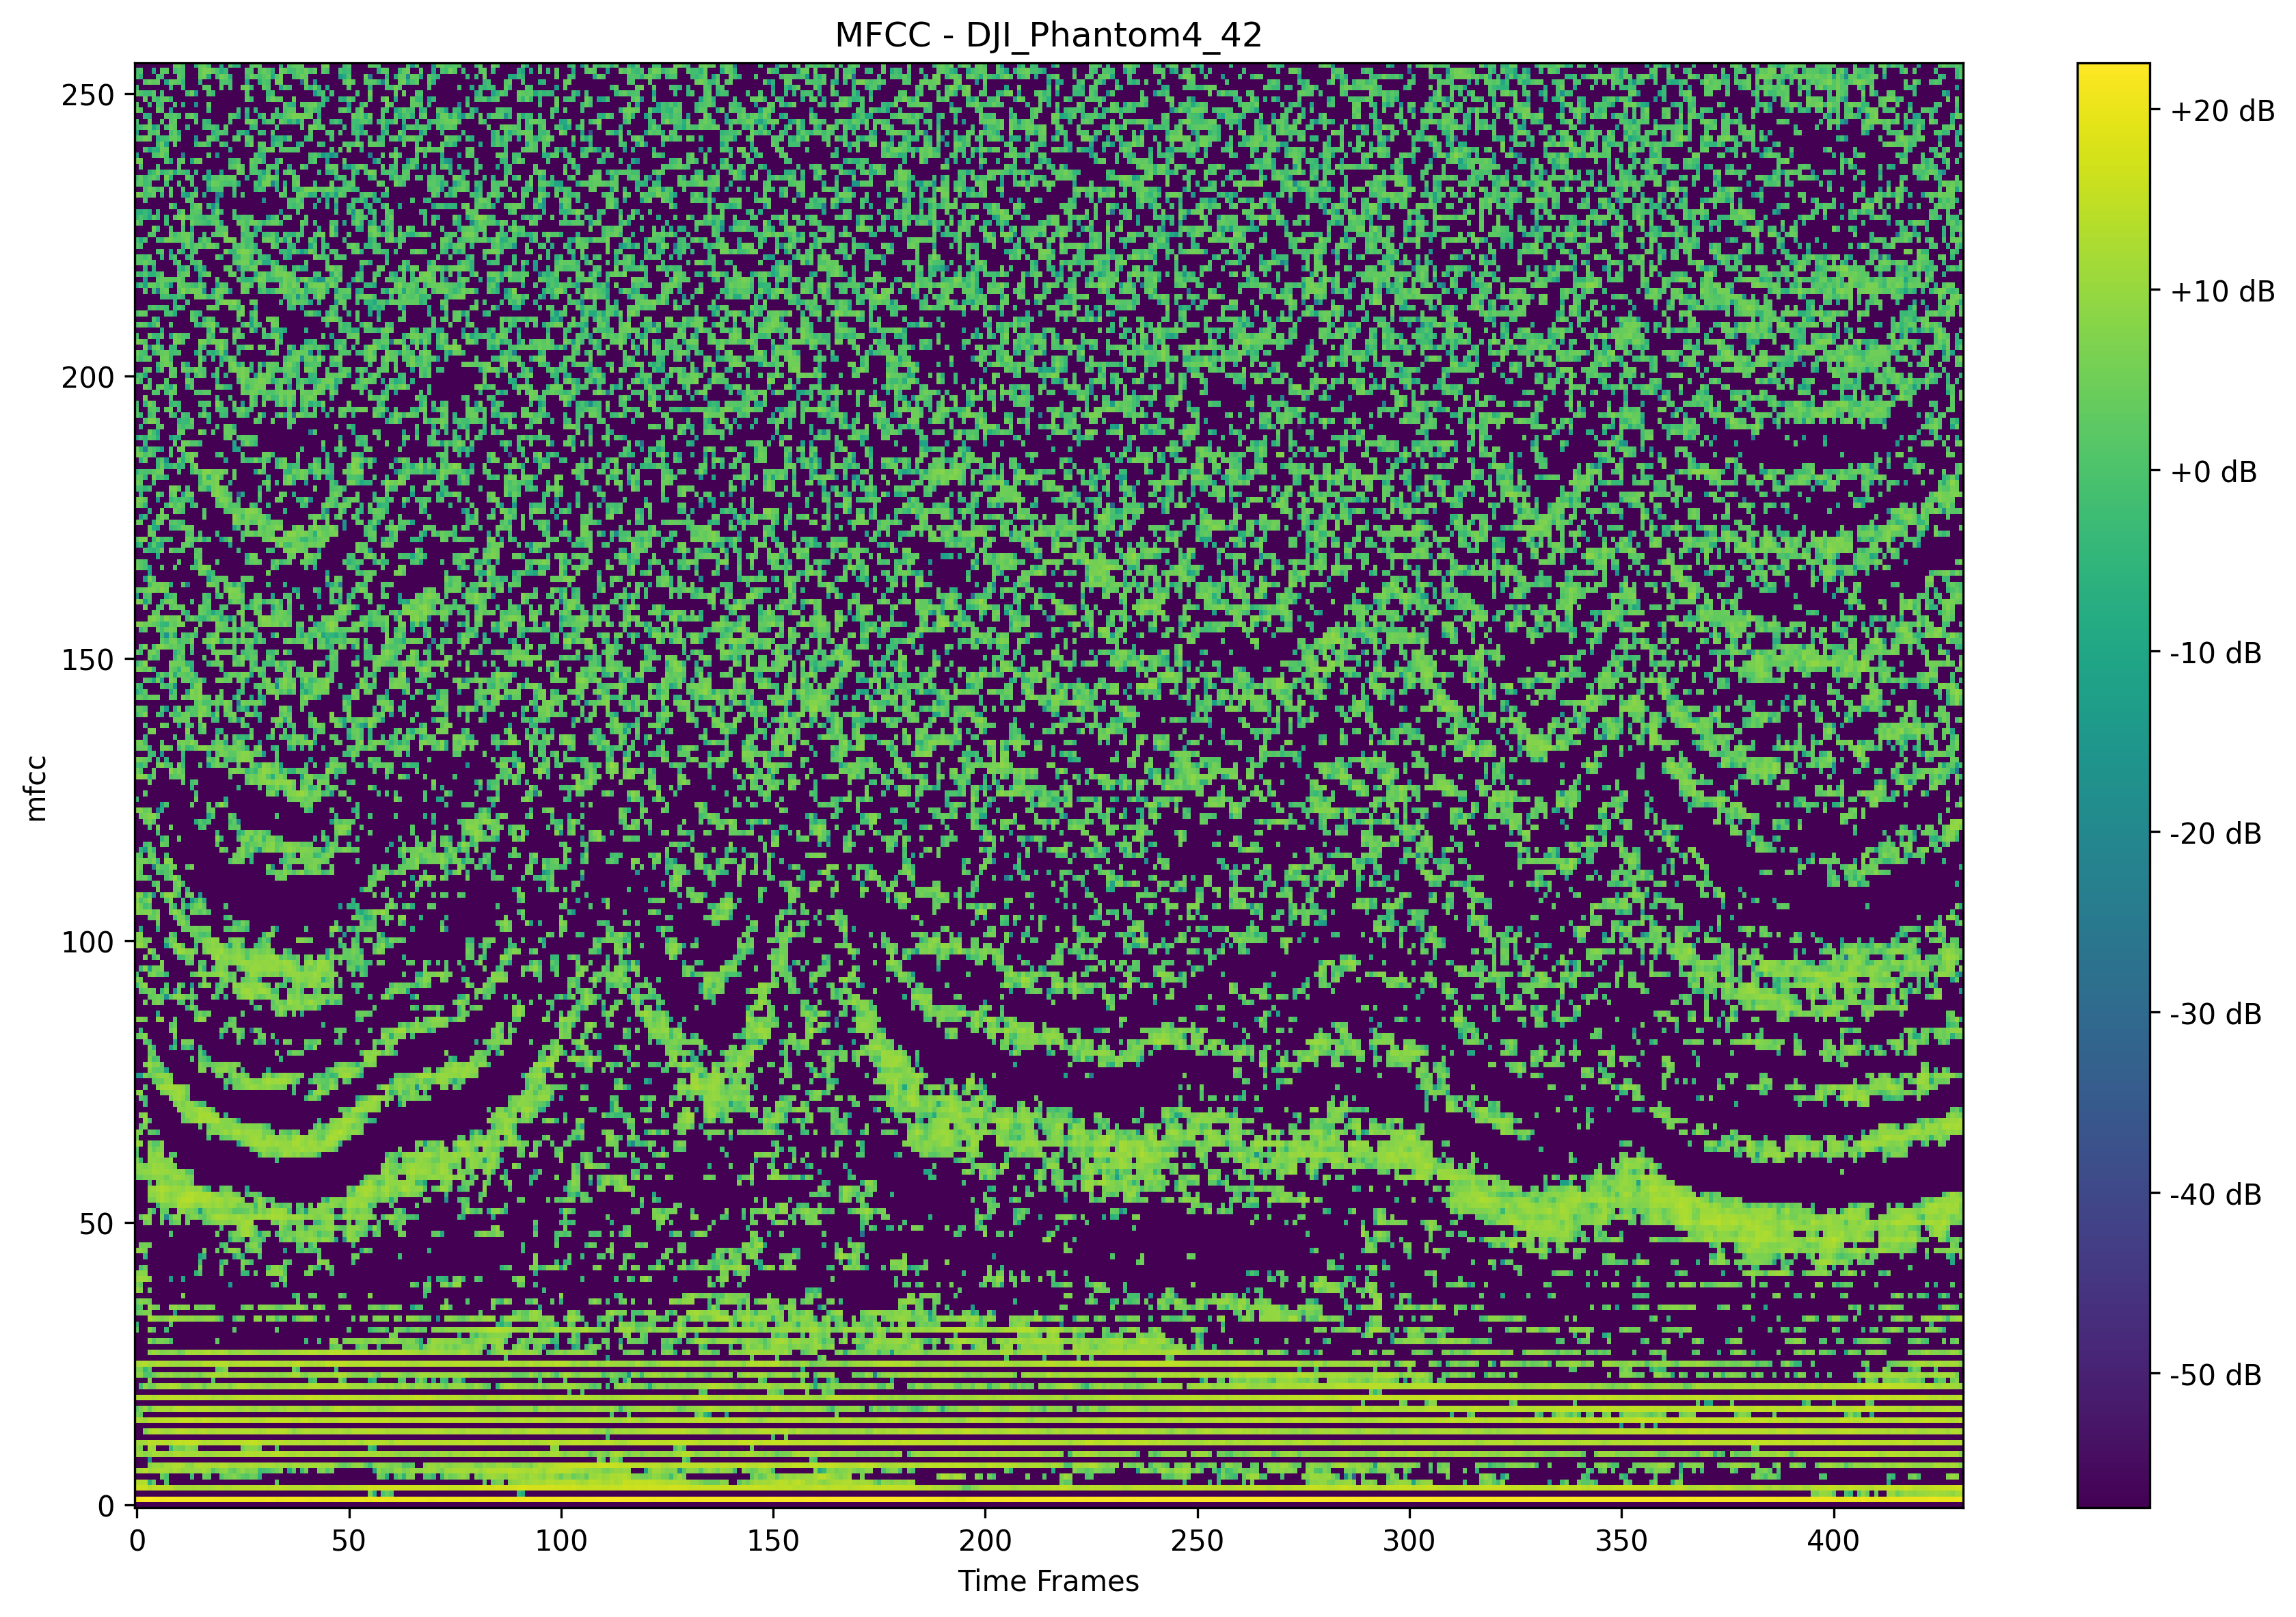 MFCC - DJI_Phantom4_42
250
200
150
100
50
0
mfcc
0 50 100 150 200 250 300 350 400
Time Frames
+20 dB
+10 dB
+0 dB
-10 dB
-20 dB
-30 dB
-40 dB
-50 dB